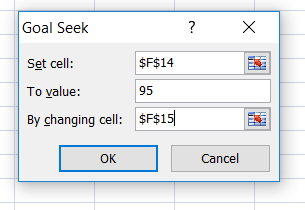 Goal Seek ? ×
Set cell: $F$14
To value: 95
By changing cell: $F$15
OK Cancel